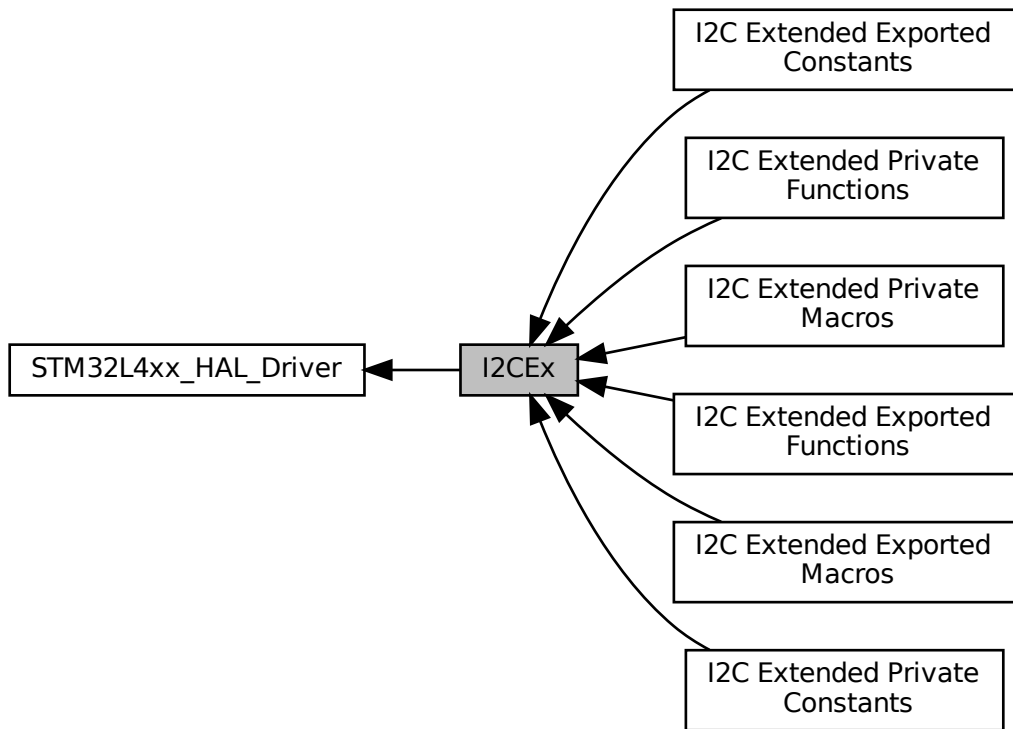 I2C Extended Exported
Constants
I2C Extended Private
Functions
I2C Extended Private
Macros
STM32L4xx_HAL_Driver
I2CEx
I2C Extended Exported
Functions
I2C Extended Exported
Macros
I2C Extended Private
Constants